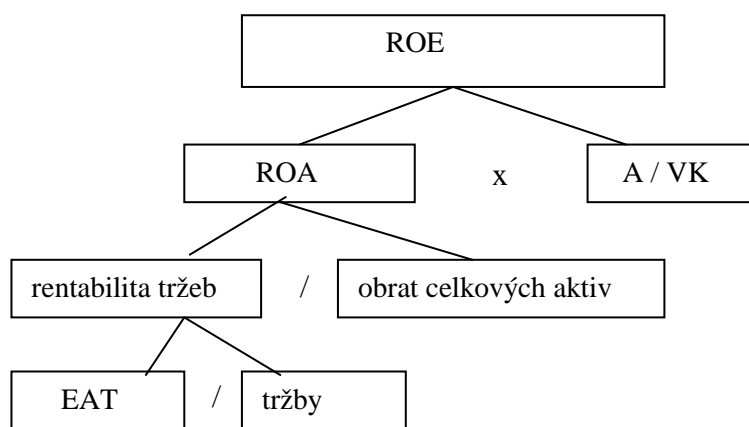 ROE
ROA x A / VK
rentabilita tržeb / obrat celkových aktiv
EAT / tržby